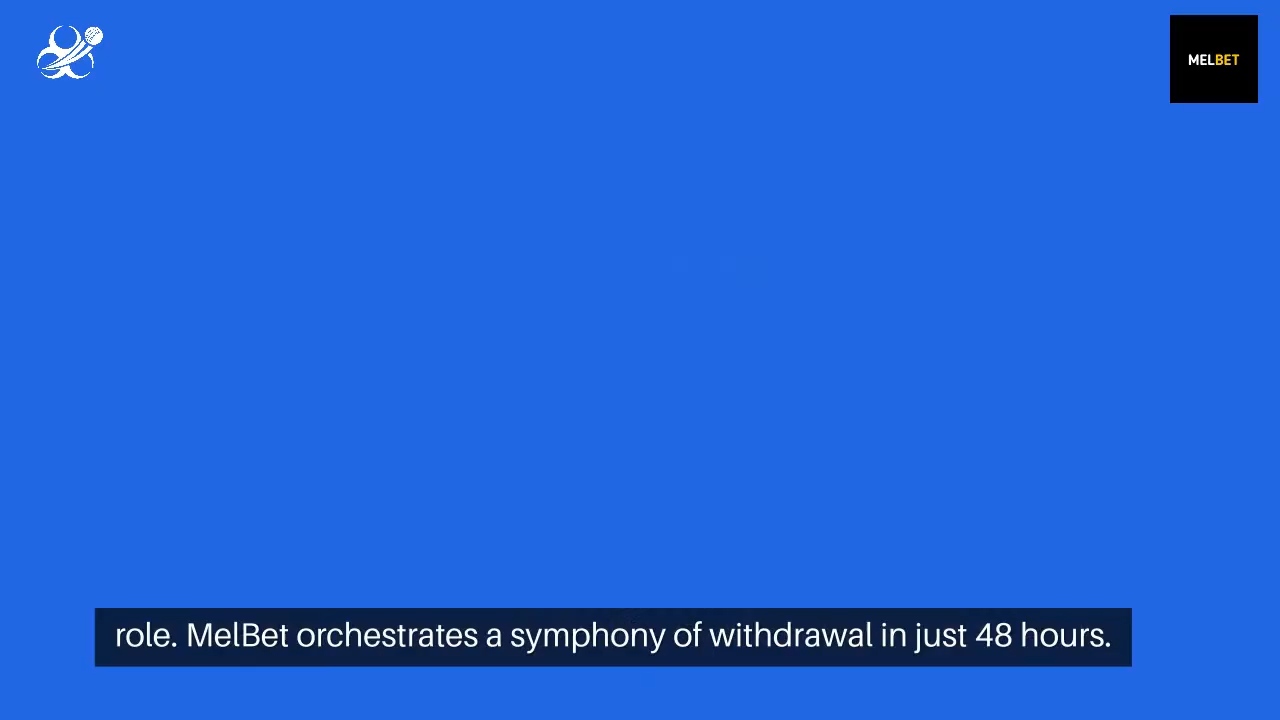 MELBET
role. MelBet orchestrates a symphony of withdrawal in just 48 hours.